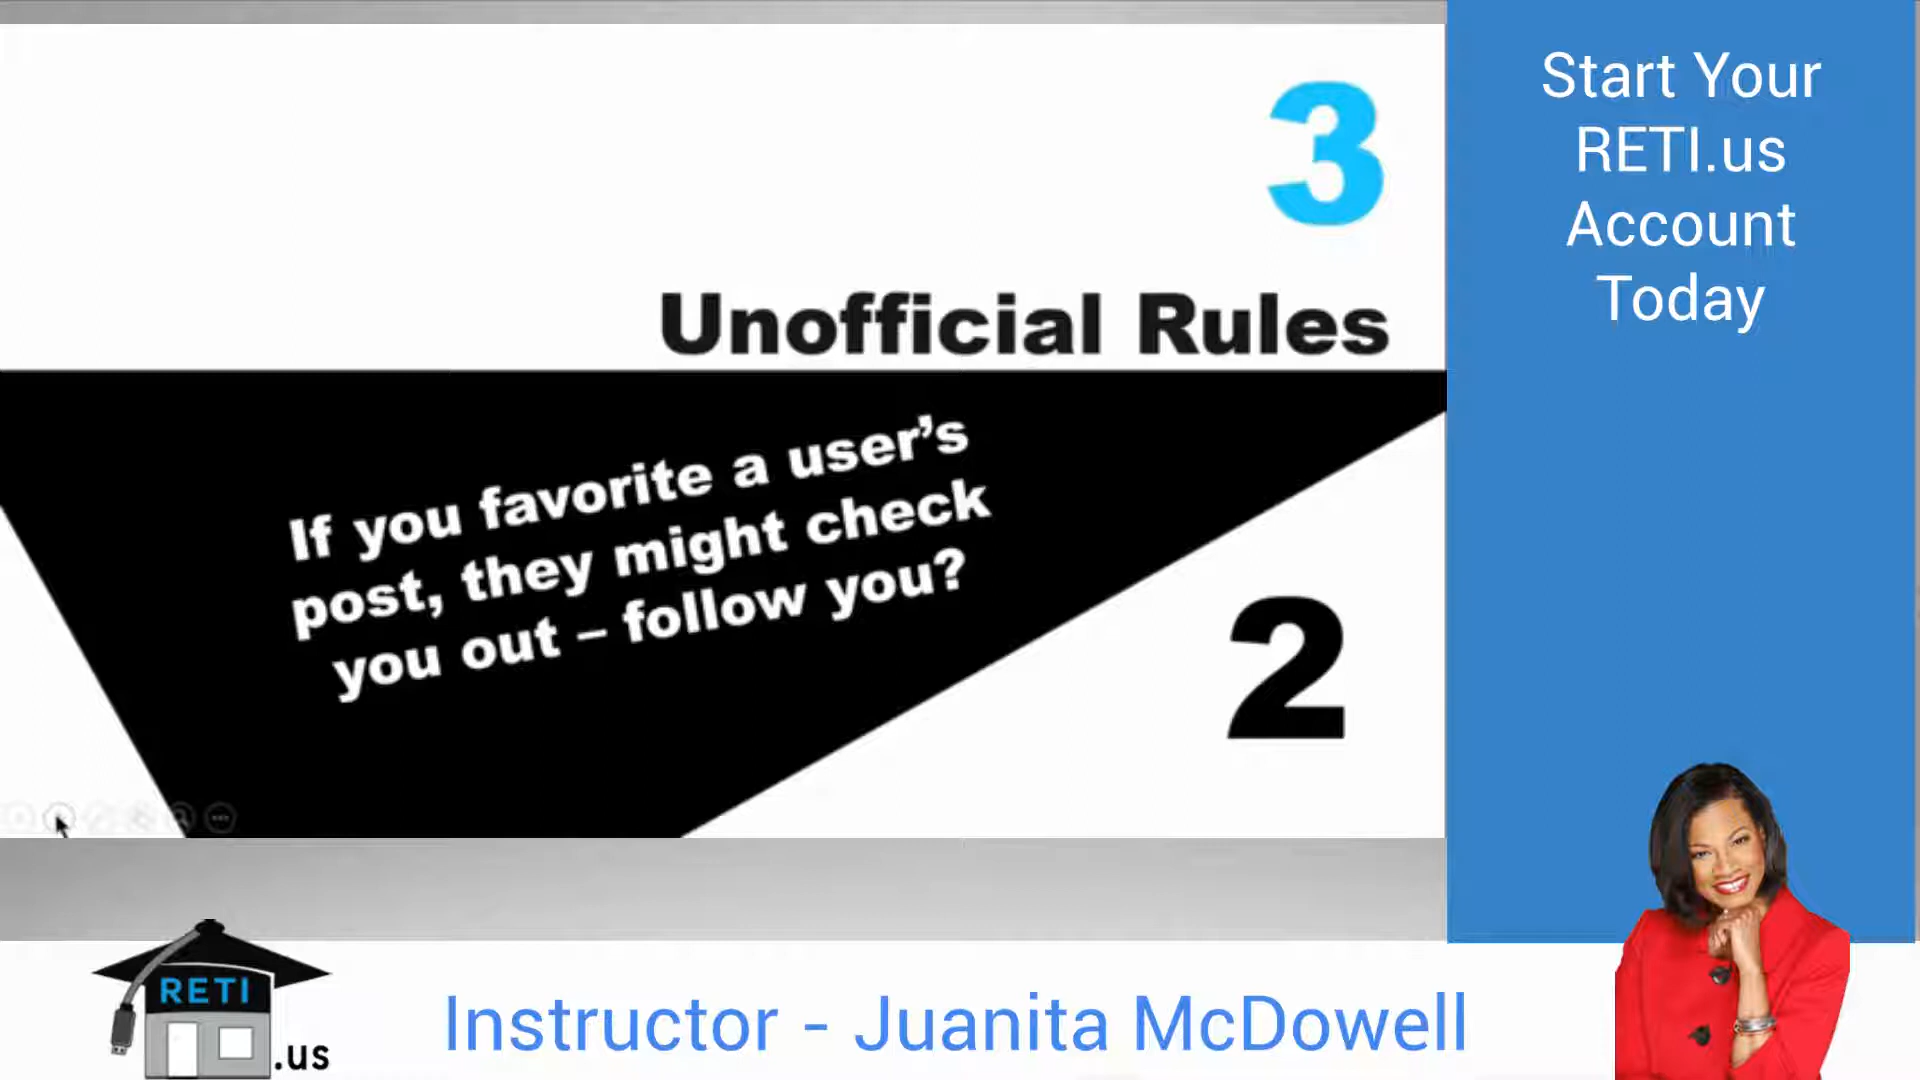 3
Unofficial Rules
If you favorite a user’s
post, they might check
you out – follow you?
2
Start Your
RETI.us
Account
Today
RETI
.us
Instructor - Juanita McDowell